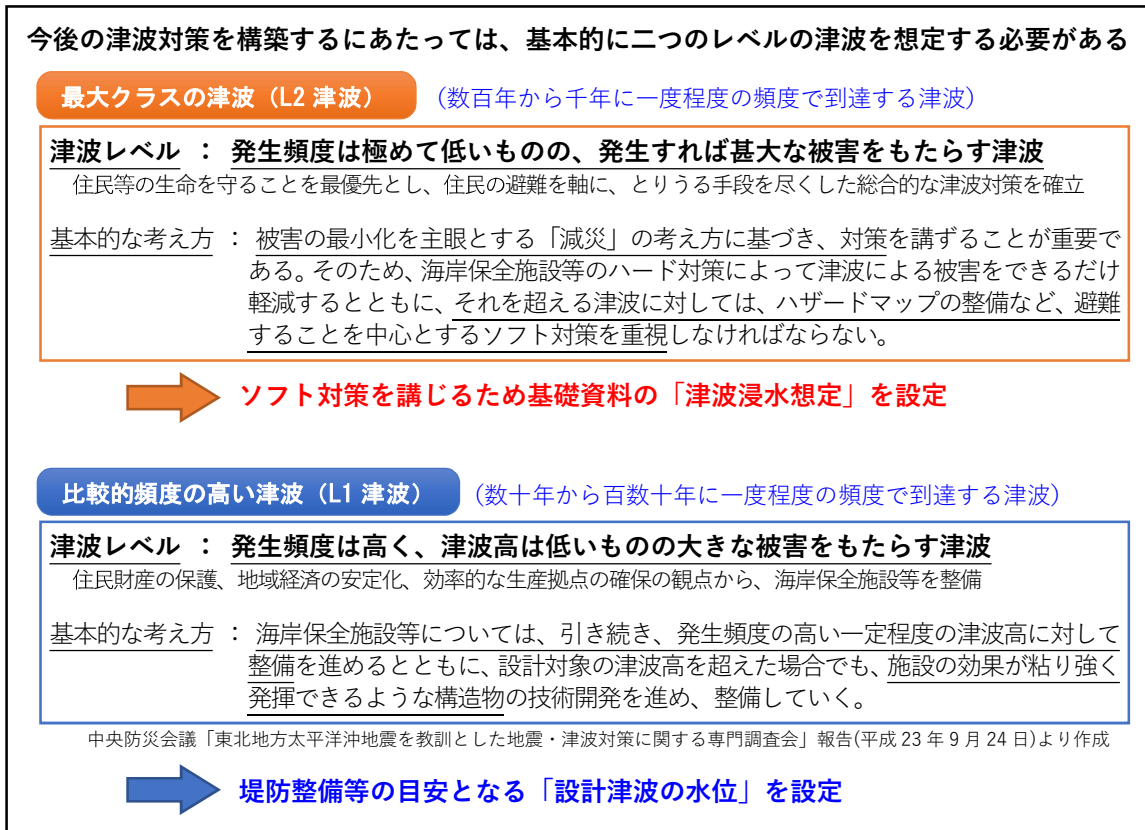 今後の津波対策を構築するにあたっては、基本的に二つのレベルの津波を想定する必要がある
最大クラスの津波（L2 津波）
（数百年から千年に一度程度の頻度で到達する津波）
津波レベル ： 発生頻度は極めて低いものの、発生すれば甚大な被害をもたらす津波
住民等の生命を守ることを最優先とし、住民の避難を軸に、とりうる手段を尽くした総合的な津波対策を確立
基本的な考え方 ： 被害の最小化を主眼とする「減災」の考え方に基づき、対策を講ずることが重要で
ある。そのため、海岸保全施設等のハード対策によって津波による被害をできるだけ
軽減するとともに、それを超える津波に対しては、ハザードマップの整備など、避難
することを中心とするソフト対策を重視しなければならない。
ソフト対策を講じるため基礎資料の「津波浸水想定」を設定
比較的頻度の高い津波（L1 津波）
（数十年から百数十年に一度程度の頻度で到達する津波）
津波レベル ： 発生頻度は高く、津波高は低いものの大きな被害をもたらす津波
住民財産の保護、地域経済の安定化、効率的な生産拠点の確保の観点から、海岸保全施設等を整備
基本的な考え方 ： 海岸保全施設等については、引き続き、発生頻度の高い一定程度の津波高に対して
整備を進めるとともに、設計対象の津波高を超えた場合でも、施設の効果が粘り強く
発揮できるような構造物の技術開発を進め、整備していく。
中央防災会議「東北地方太平洋沖地震を教訓とした地震・津波対策に関する専門調査会」報告(平成 23 年 9 月 24 日)より作成
堤防整備等の目安となる「設計津波の水位」を設定